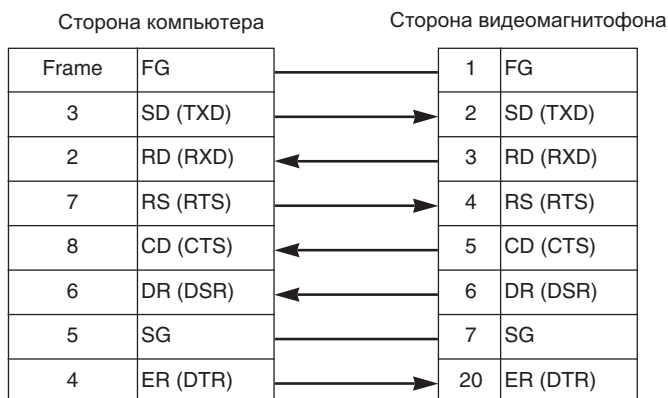 Сторона компьютера Сторона видеомагнитофона
Frame FG 1 FG
3 SD (TXD) 2 SD (TXD)
2 RD (RXD) 3 RD (RXD)
7 RS (RTS) 4 RS (RTS)
8 CD (CTS) 5 CD (CTS)
6 DR (DSR) 6 DR (DSR)
5 SG 7 SG
4 ER (DTR) 20 ER (DTR)